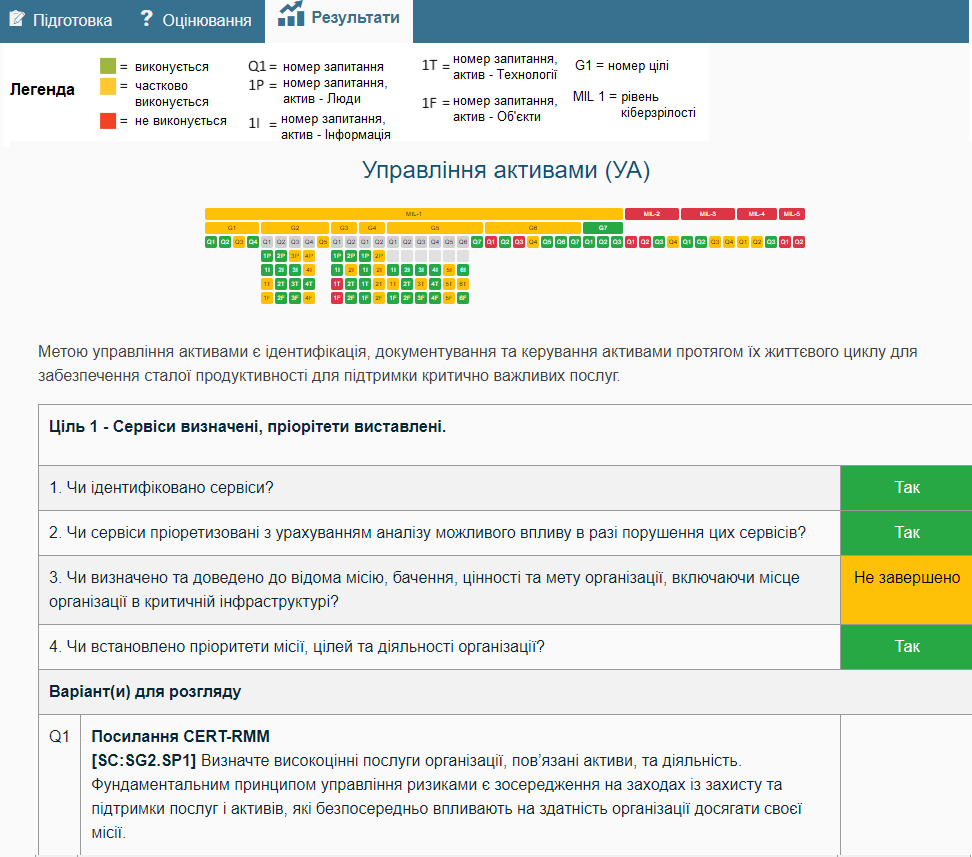 Підготовка
? Оцінювання
Результати
Легенда
= виконується
= частково
виконується
= не виконується
Q1 = номер запитання
1P = номер запитання,
актив - Люди
1I = номер запитання,
актив - Інформація
1T = номер запитання,
актив - Технології
1F = номер запитання,
актив - Об'єкти
G1 = номер цілі
MIL 1 = рівень
кіберзрілості
Управління активами (УА)
MIL-1 MIL-2 MIL-3 MIL-4 MIL-5
G1 G2 G3 G4 G5 G6 G7
Q1 Q2 Q3 Q4 Q1 Q2 Q3 Q4 Q5 Q1 Q2 Q1 Q2 Q1 Q2 Q3 Q4 Q5 Q6 Q7 Q1 Q2 Q3 Q4 Q5 Q6 Q7 Q1 Q2 Q3 Q1 Q2 Q3 Q4 Q1 Q2 Q3 Q4 Q1 Q2 Q3 Q1 Q2
1P 2P 3P 4P 1P 2P 1P 2P
1I 2I 3I 4I 1I 2I 1I 2I 1I 2I 3I 4I 5I 6I
1T 2T 3T 4T 1T 2T 1T 2T 1T 2T 3T 4T 5T 6T
1F 2F 3F 4F 1F 2F 1F 2F 1F 2F 3F 4F 5F 6F
Метою управління активами є ідентифікація, документування та керування активами протягом їх життєвого циклу для
забезпечення сталої продуктивності для підтримки критично важливих послуг.
Ціль 1 - Сервіси визначені, пріорітети виставлені.
1. Чи ідентифіковано сервіси?
Так
2. Чи сервіси пріоретизовані з урахуванням аналізу можливого впливу в разі порушення цих сервісів?
Так
3. Чи визначено та доведено до відома місію, бачення, цінності та мету організації, включаючи місце
організації в критичній інфраструктурі?
Не завершено
4. Чи встановлено пріоритети місії, цілей та діяльності організації?
Так
Варіант(и) для розгляду
Q1
Посилання CERT-RMM
[SC:SG2.SP1] Визначте високоцінні послуги організації, пов’язані активи, та діяльність.
Фундаментальним принципом управління ризиками є зосередження на заходах із захисту та
підтримки послуг і активів, які безпосередньо впливають на здатність організації досягати своєї
місії.